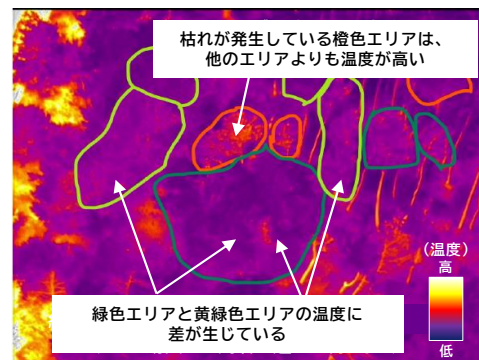 枯れが発生している橙色エリアは、
他のエリアよりも温度が高い
(温度)
高
低
緑色エリアと黄緑色エリアの温度に
差が生じている